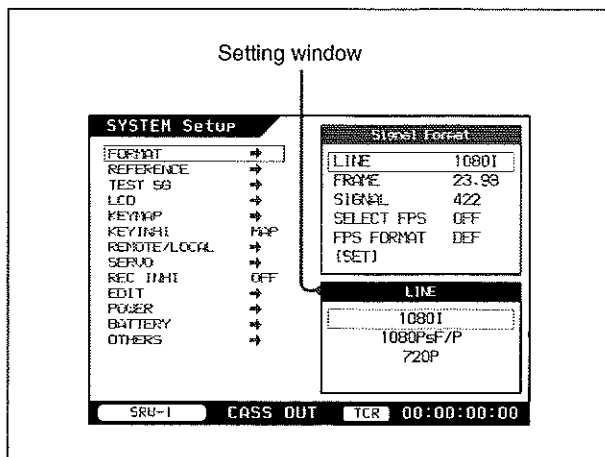 Setting window
SYSTEM Setup
FORMAT
REFERENCE
TEST SG
LCD
KEYMAP
KEYINHI MAP
REMOTE/LOCAL
SERVO
REC INHI OFF
EDIT
POWER
BATTERY
OTHERS
Signal Format
LINE 1080I
FRAME 23.98
SIGNAL 422
SELECT FPS OFF
FPS FORMAT DEF
[SET]
LINE
1080I
1080PsF/P
720P
SRW-1 CASS OUT TCR 00:00:00:00